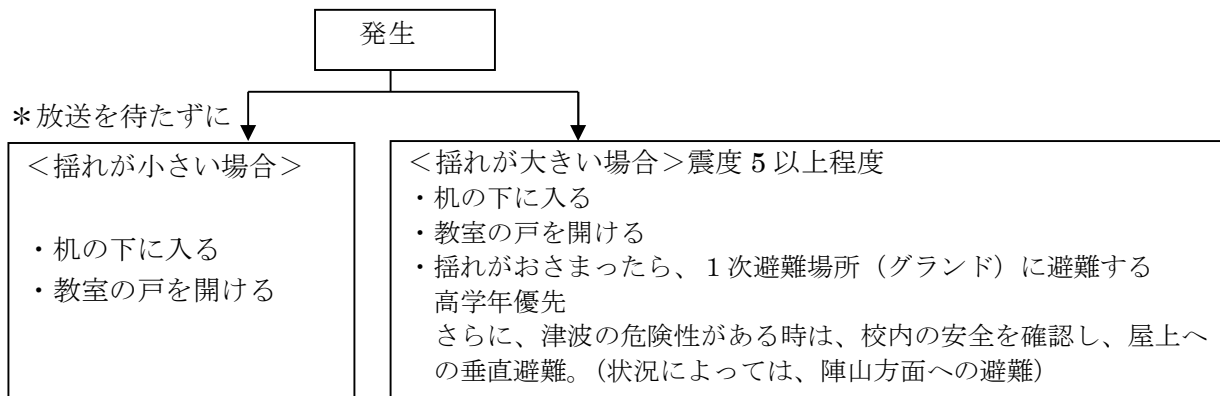 発生
＊放送を待たずに
＜揺れが小さい場合＞
・机の下に入る
・教室の戸を開ける
＜揺れが大きい場合＞震度 5 以上程度
・机の下に入る
・教室の戸を開ける
・揺れがおさまったら、１次避難場所（グランド）に避難する
高学年優先
さらに、津波の危険性がある時は、校内の安全を確認し、屋上へ
の垂直避難。（状況によっては、陣山方面への避難）